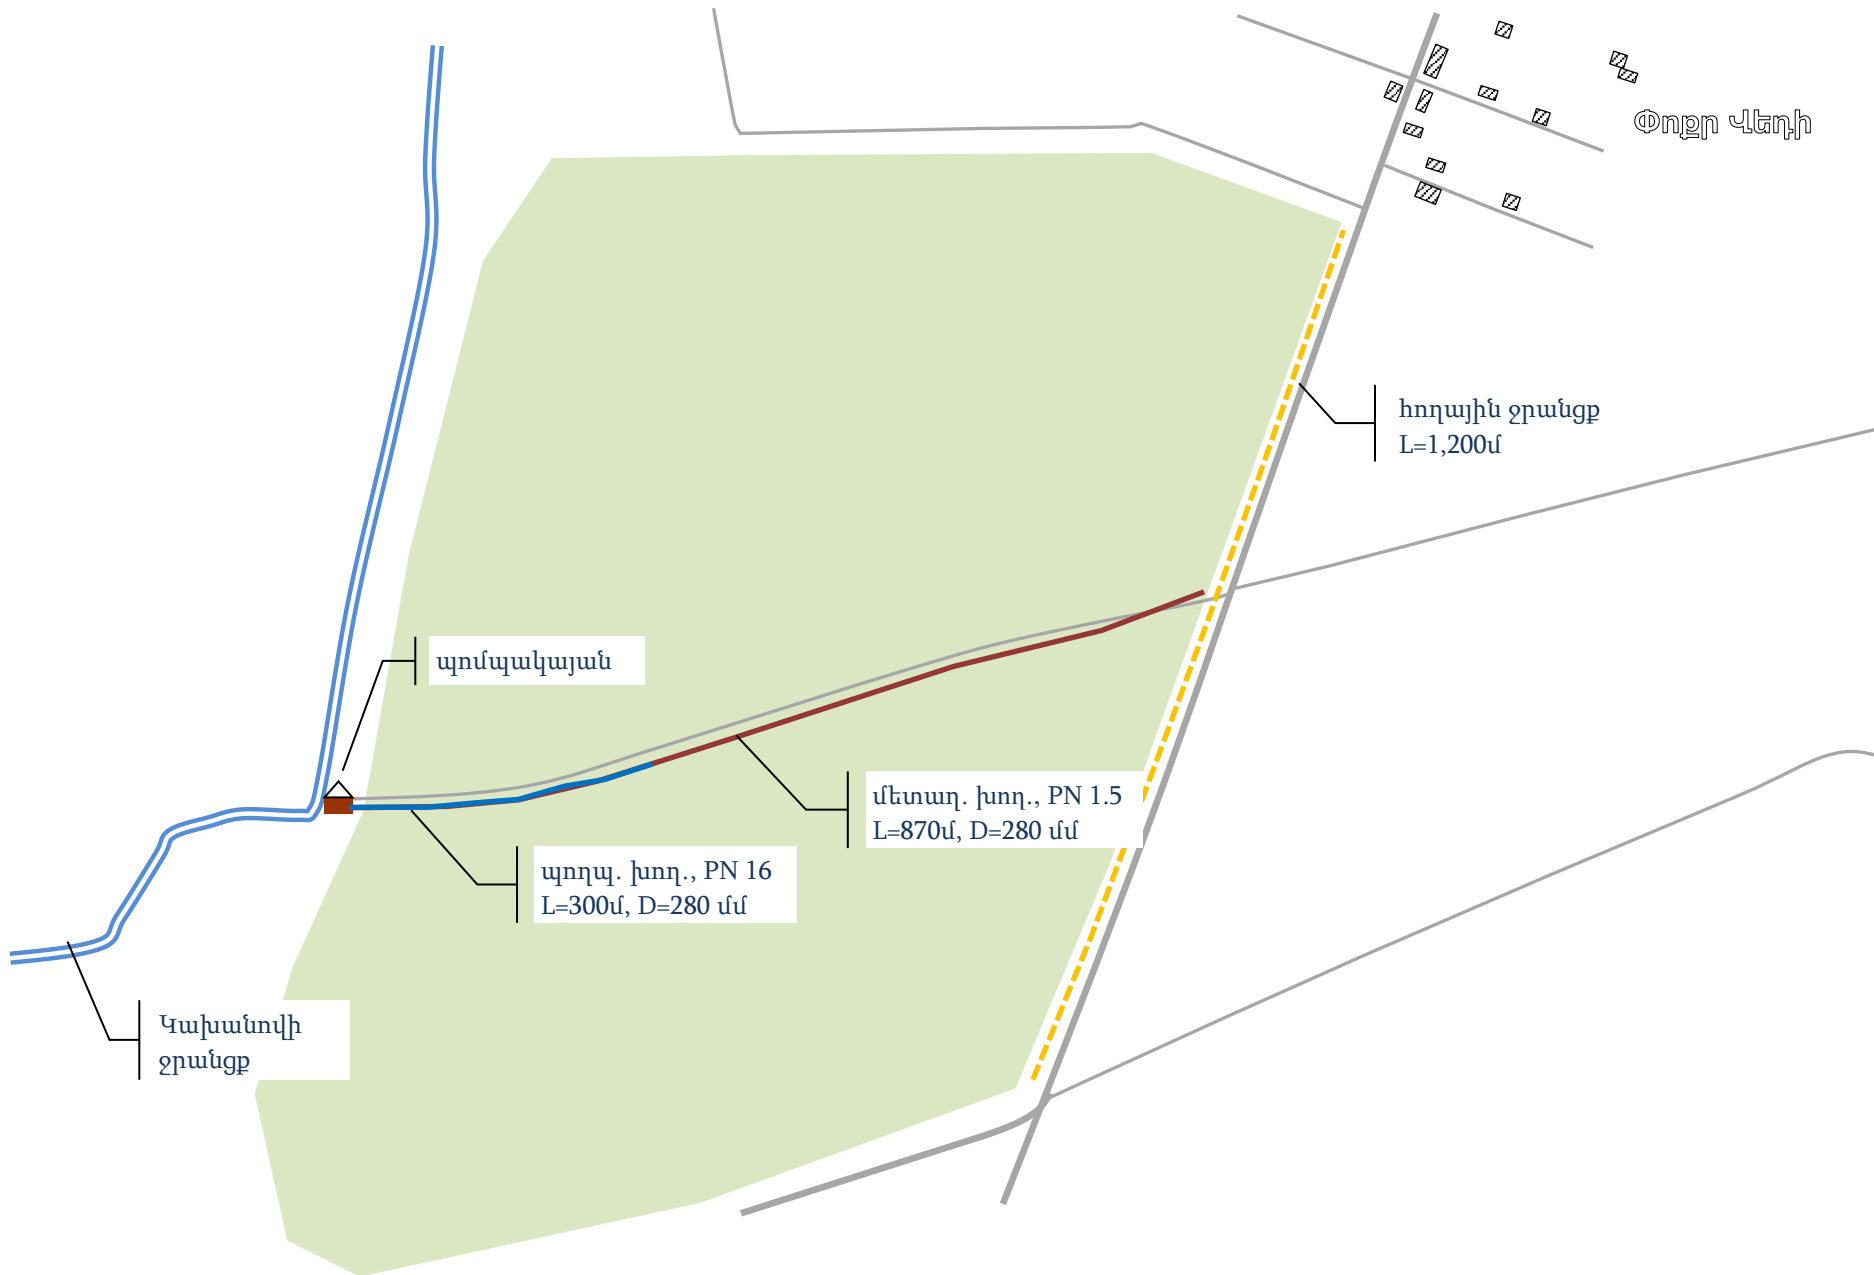 Փոքր Վեդի
հողային ջրանցք
L=1,200մ
պոմպակայան
մետաղ. խող., PN 1.5
L=870մ, D=280 մմ
պողպ. խող., PN 16
L=300մ, D=280 մմ
Կախանովի
ջրանցք